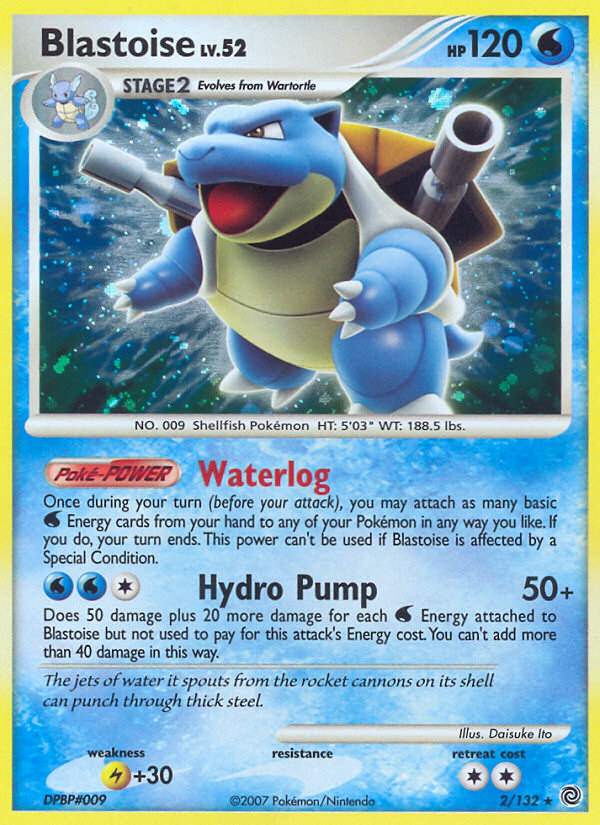 Blastoise LV.52 HP 120
STAGE2 Evolves from Wartortle
NO. 009 Shellfish Pokémon HT: 5'03" WT: 188.5 lbs.
Poké-POWER Waterlog
Once during your turn (before your attack), you may attach as many basic
Energy cards from your hand to any of your Pokémon in any way you like. If
you do, your turn ends. This power can't be used if Blastoise is affected by a
Special Condition.
Hydro Pump 50+
Does 50 damage plus 20 more damage for each Energy attached to
Blastoise but not used to pay for this attack's Energy cost. You can't add more
than 40 damage in this way.
The jets of water it spouts from the rocket cannons on its shell
can punch through thick steel.
Illus. Daisuke Ito
weakness resistance retreat cost
+30
DPBP#009 ©2007 Pokémon/Nintendo 2/132 ★